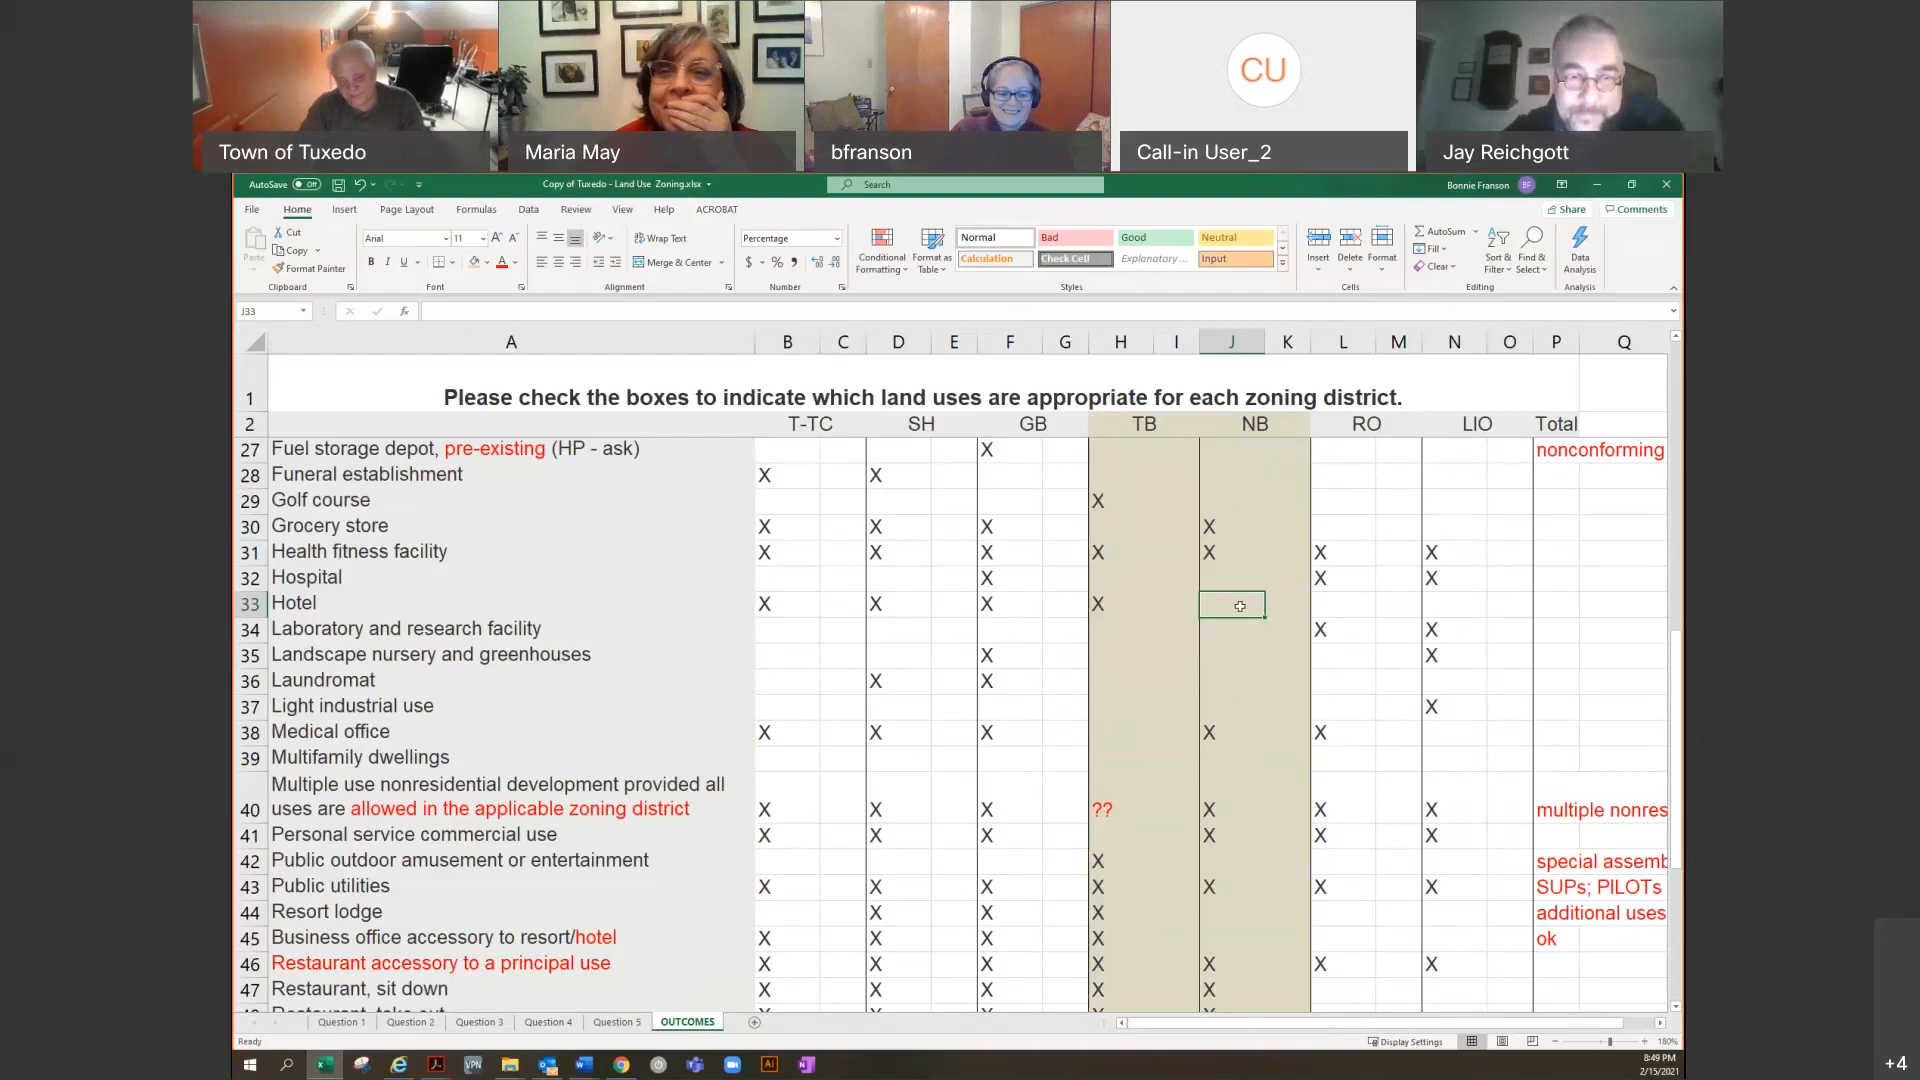 Town of Tuxedo
Maria May
bfranson
CU
Call-in User_2
Jay Reichgott
AutoSave Off
Copy of Tuxedo - Land Use Zoning.xlsx
Search
Bonnie Franson BF
File Home Insert Page Layout Formulas Data Review View Help ACROBAT
Share Comments
Paste
Cut
Copy
Format Painter
Clipboard
Arial 11
B I U
Font
Wrap Text
Merge & Center
Alignment
Percentage
$ % ,
Number
Conditional Formatting
Format as Table
Normal Bad Good Neutral
Calculation Check Cell Explanatory ... Input
Styles
Insert Delete Format
Cells
AutoSum
Fill
Clear
Sort & Filter
Find & Select
Editing
Data Analysis
Analysis
J33 fx
A B C D E F G H I J K L M N O P Q
1 Please check the boxes to indicate which land uses are appropriate for each zoning district.
2 T-TC SH GB TB NB RO LIO Total
27 Fuel storage depot, pre-existing (HP - ask) X nonconforming
28 Funeral establishment X X
29 Golf course X
30 Grocery store X X X X
31 Health fitness facility X X X X X X X
32 Hospital X X X
33 Hotel X X X X
34 Laboratory and research facility X X
35 Landscape nursery and greenhouses X X
36 Laundromat X X
37 Light industrial use X
38 Medical office X X X X X
39 Multifamily dwellings
Multiple use nonresidential development provided all
40 uses are allowed in the applicable zoning district X X X ?? X X X multiple nonres
41 Personal service commercial use X X X X X X
42 Public outdoor amusement or entertainment X special assemb
43 Public utilities X X X X X X X SUPs; PILOTs
44 Resort lodge X X X additional uses
45 Business office accessory to resort/hotel X X X X ok
46 Restaurant accessory to a principal use X X X X X X X
47 Restaurant, sit down X X X X X
Question 1 Question 2 Question 3 Question 4 Question 5 OUTCOMES
Ready
Display Settings
180%
VPN
Ai
8:49 PM
2/15/2021
+4